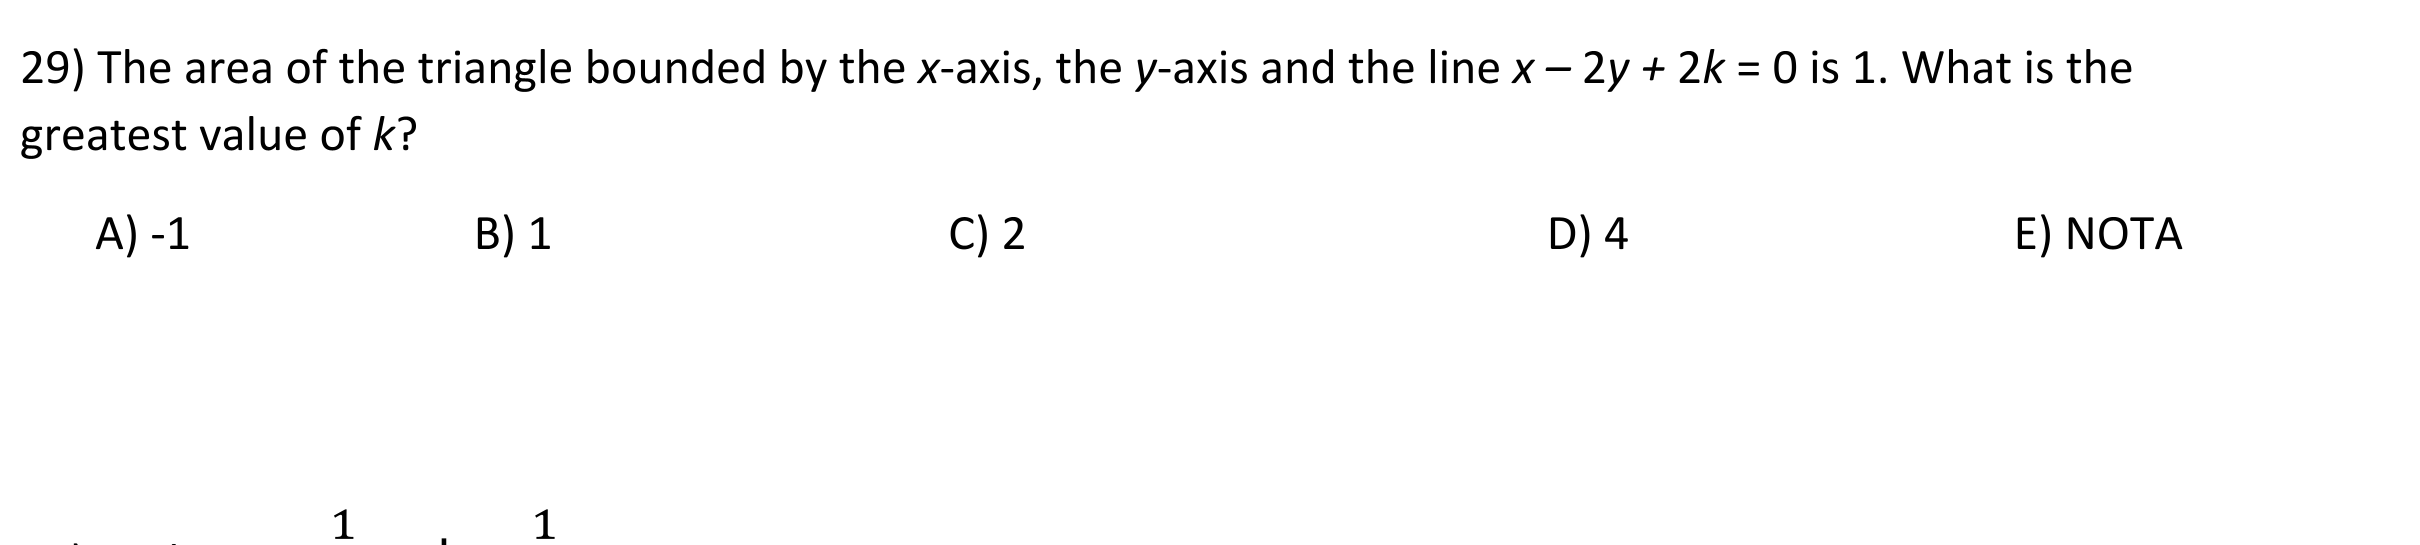 29) The area of the triangle bounded by the x-axis, the y-axis and the line x – 2y + 2k = 0 is 1. What is the
greatest value of k?
A) -1 B) 1 C) 2 D) 4 E) NOTA
1 1